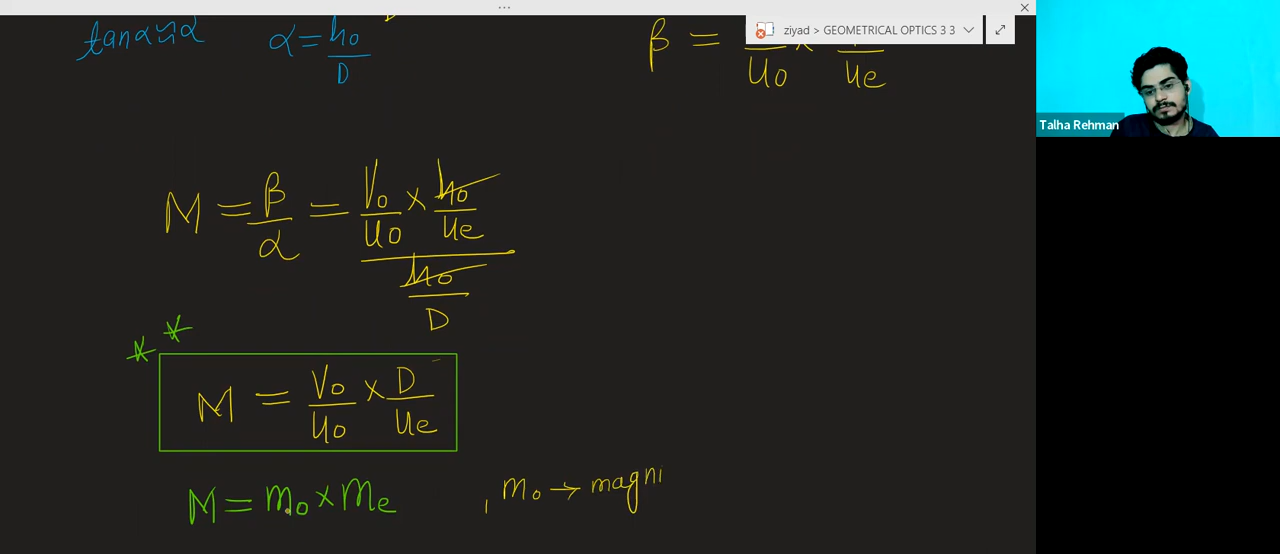 ziyad > GEOMETRICAL OPTICS 3 3
tanα ≈ α   α = ho/D
β = /uo × /ue
Talha Rehman
M = β/α = (Vo/uo × ho/ue)/(ho/D)
** M = Vo/uo × D/ue
M = mo × me , mo → magni